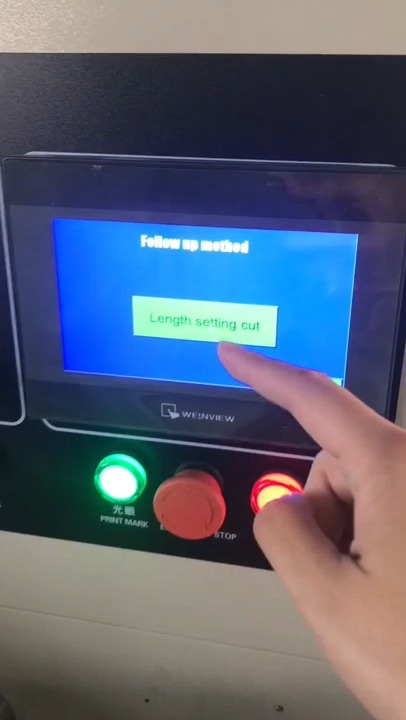 Follow up method
Length setting cut
WEINVIEW
光眼
PRINT MARK
STOP